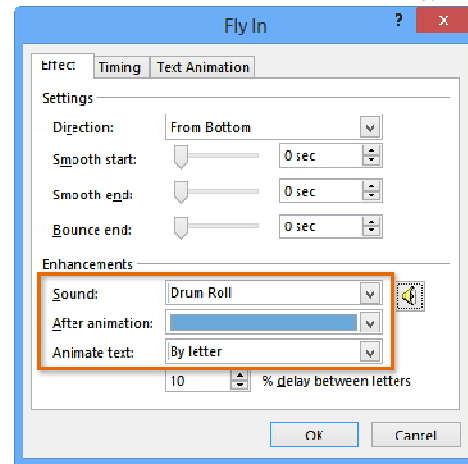 Fly In
? x
Effect Timing Text Animation
Settings
Direction: From Bottom
Smooth start: 0 sec
Smooth end: 0 sec
Bounce end: 0 sec
Enhancements
Sound: Drum Roll
After animation:
Animate text: By letter
10 % delay between letters
OK Cancel